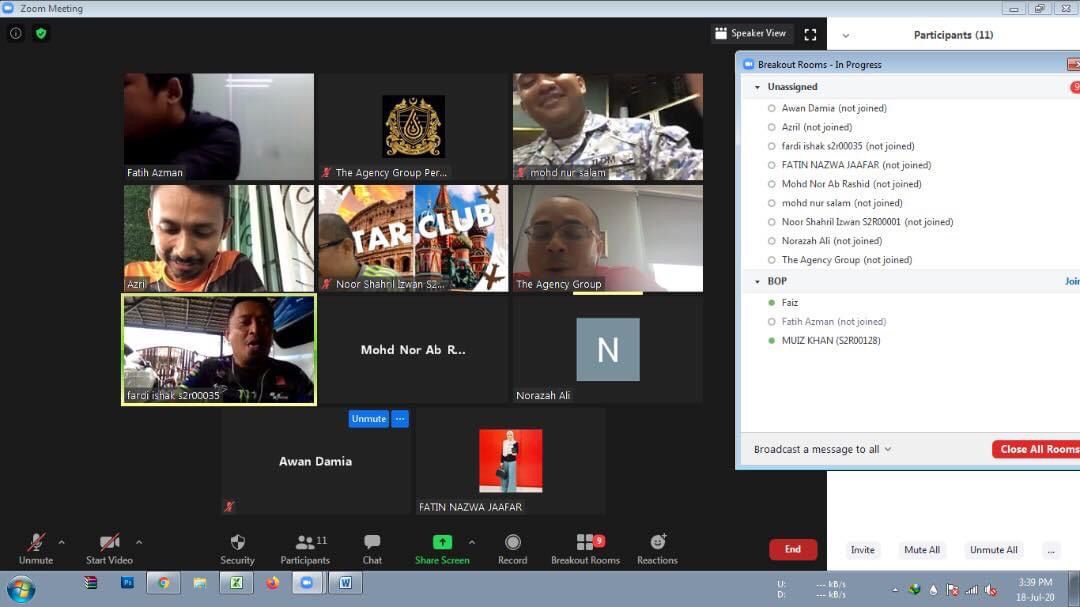 Zoom Meeting
Speaker View
Participants (11)
Breakout Rooms - In Progress
Unassigned
9
Awan Damia (not joined)
Azril (not joined)
fardi ishak s2r00035 (not joined)
FATIN NAZWA JAAFAR (not joined)
Mohd Nor Ab Rashid (not joined)
mohd nur salam (not joined)
Noor Shahril Izwan S2R00001 (not joined)
Norazah Ali (not joined)
The Agency Group (not joined)
BOP
Join
Faiz
Fatih Azman (not joined)
MUIZ KHAN (S2R00128)
Broadcast a message to all
Close All Rooms
Fatih Azman
The Agency Group Per...
TLDM
mohd nur salam
TAR CLUB
Azril
Noor Shahril Izwan S2...
The Agency Group
fardi ishak s2r00035
Mohd Nor Ab R...
N
Norazah Ali
Unmute
...
Awan Damia
FATIN NAZWA JAAFAR
Unmute
Start Video
Security
11
Participants
Chat
Share Screen
Record
9
Breakout Rooms
Reactions
End
Invite
Mute All
Unmute All
...
U: --- kB/s
D: --- kB/s
3:39 PM
18-Jul-20